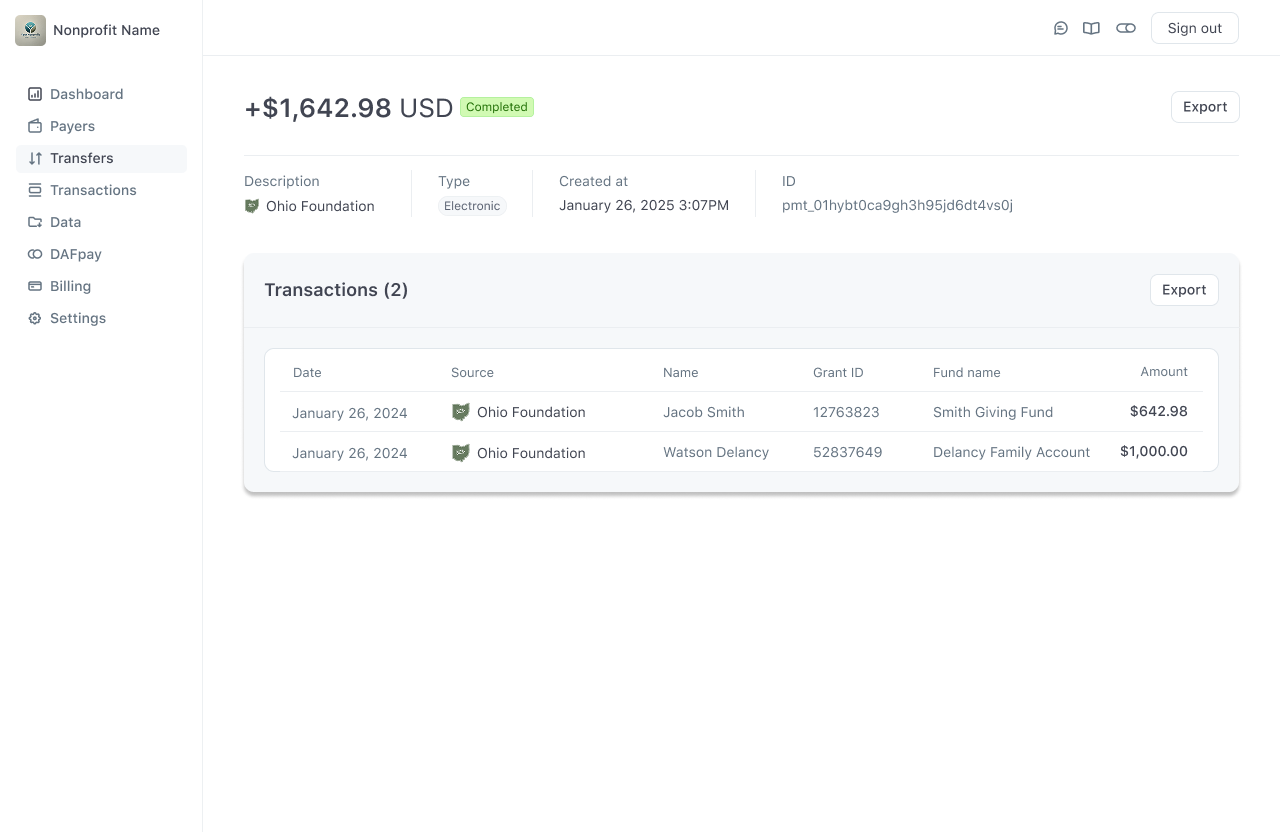 Nonprofit Name
Sign out
Dashboard
Payers
Transfers
Transactions
Data
DAFpay
Billing
Settings
+$1,642.98 USD Completed
Export
Description Type Created at ID
Ohio Foundation Electronic January 26, 2025 3:07PM pmt_01hybt0ca9gh3h95jd6dt4vs0j
Transactions (2) Export
Date Source Name Grant ID Fund name Amount
January 26, 2024 Ohio Foundation Jacob Smith 12763823 Smith Giving Fund $642.98
January 26, 2024 Ohio Foundation Watson Delancy 52837649 Delancy Family Account $1,000.00